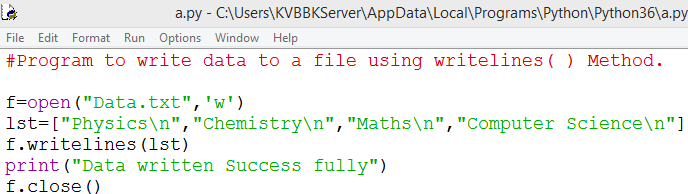 a.py - C:\Users\KVBBKServer\AppData\Local\Programs\Python\Python36\a.py
File Edit Format Run Options Window Help
#Program to write data to a file using writelines( ) Method.
f=open("Data.txt",'w')
lst=["Physics\n","Chemistry\n","Maths\n","Computer Science\n"]
f.writelines(lst)
print("Data written Success fully")
f.close()